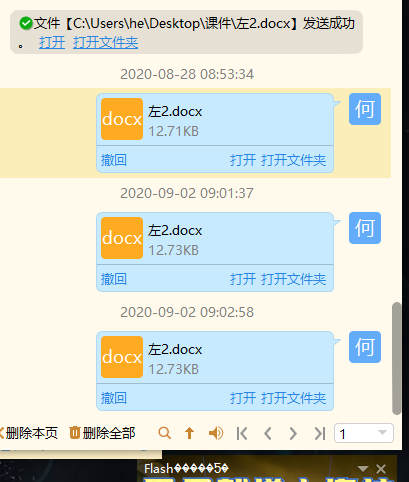 文件【C:\Users\he\Desktop\课件\左2.docx】发送成功
。 打开 打开文件夹
2020-08-28 08:53:34
何
docx 左2.docx
12.71KB
撤回 打开 打开文件夹
2020-09-02 09:01:37
何
docx 左2.docx
12.73KB
撤回 打开 打开文件夹
2020-09-02 09:02:58
何
docx 左2.docx
12.73KB
撤回 打开 打开文件夹
删除本页 删除全部 1
Flash�����5�